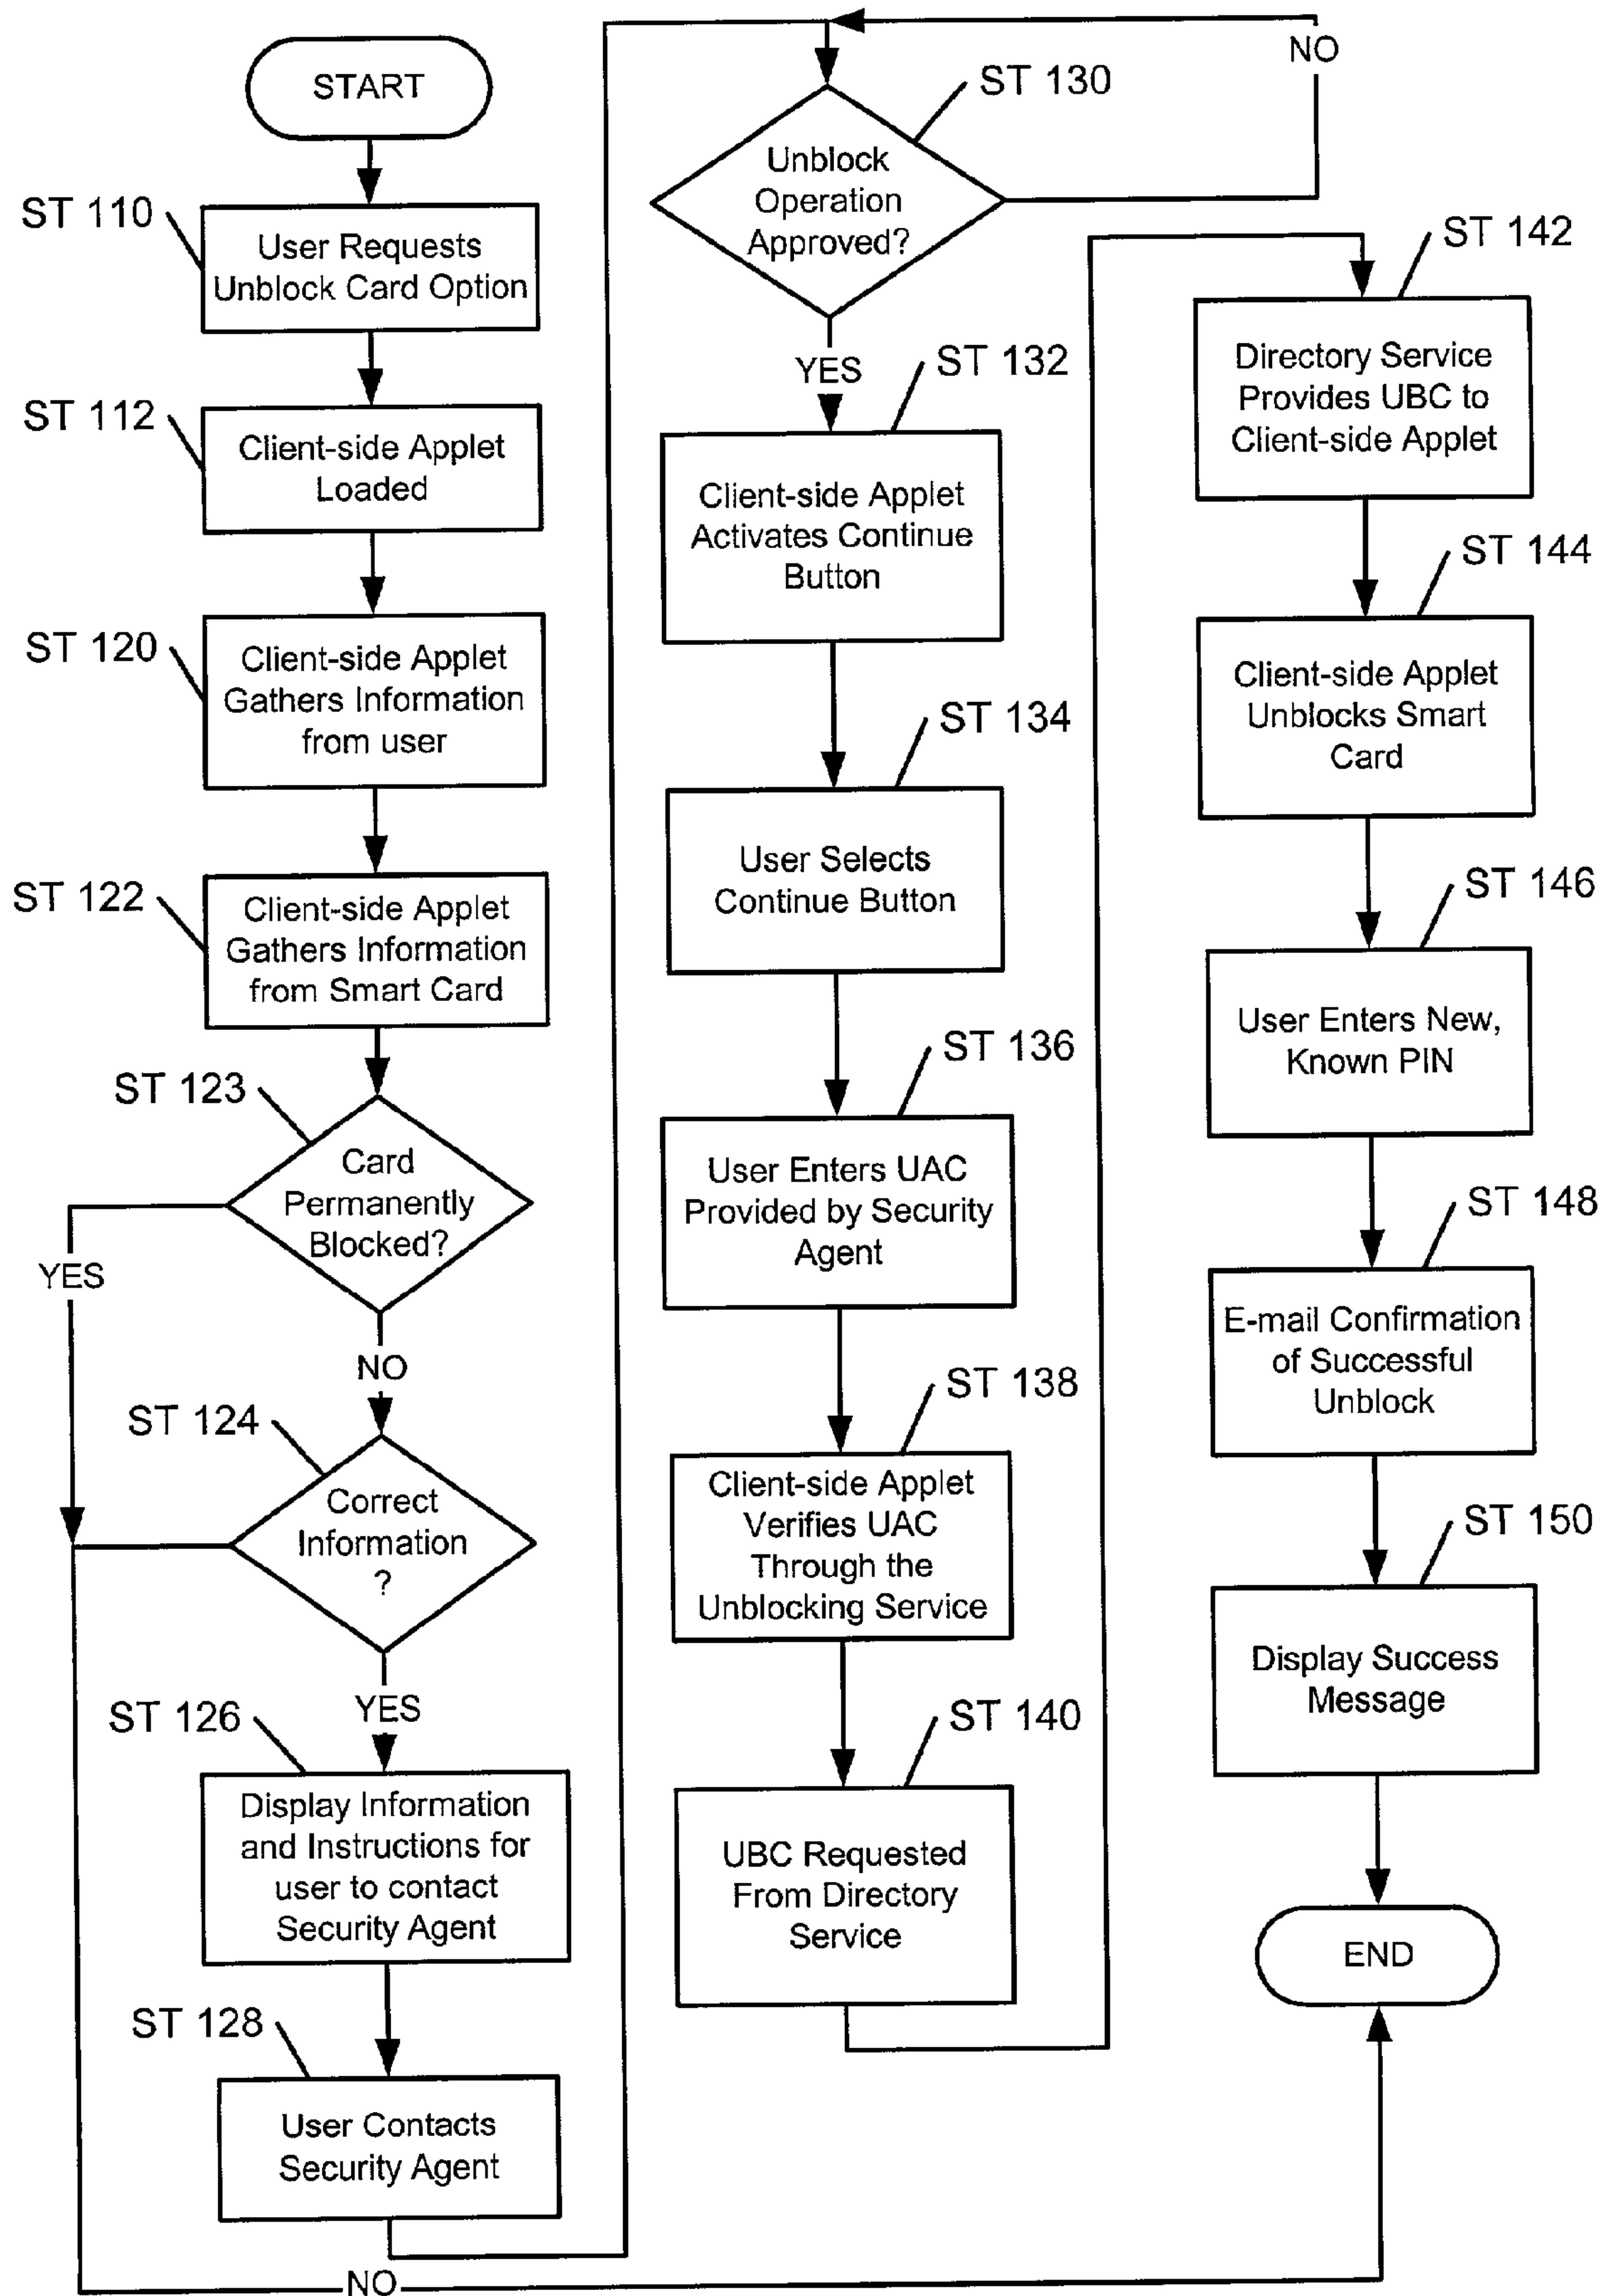 START
ST 110
User Requests
Unblock Card Option
ST 112
Client-side Applet
Loaded
ST 120
Client-side Applet
Gathers Information
from user
ST 122
Client-side Applet
Gathers Information
from Smart Card
ST 123
Card
Permanently
Blocked?
YES
NO
ST 124
Correct
Information
?
YES
ST 126
Display Information
and Instructions for
user to contact
Security Agent
ST 128
User Contacts
Security Agent
NO
ST 130
Unblock
Operation
Approved?
NO
YES
ST 132
Client-side Applet
Activates Continue
Button
ST 134
User Selects
Continue Button
ST 136
User Enters UAC
Provided by Security
Agent
ST 138
Client-side Applet
Verifies UAC
Through the
Unblocking Service
ST 140
UBC Requested
From Directory
Service
ST 142
Directory Service
Provides UBC to
Client-side Applet
ST 144
Client-side Applet
Unblocks Smart
Card
ST 146
User Enters New,
Known PIN
ST 148
E-mail Confirmation
of Successful
Unblock
ST 150
Display Success
Message
END